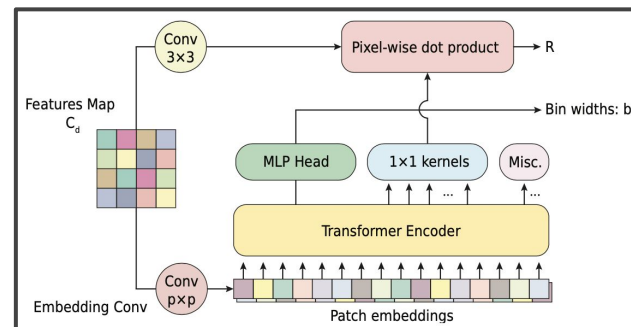 Conv
3×3
Pixel-wise dot product
R
Features Map
C_d
Bin widths: b
MLP Head
1×1 kernels
Misc.
...
...
Transformer Encoder
Conv
p×p
Embedding Conv
Patch embeddings